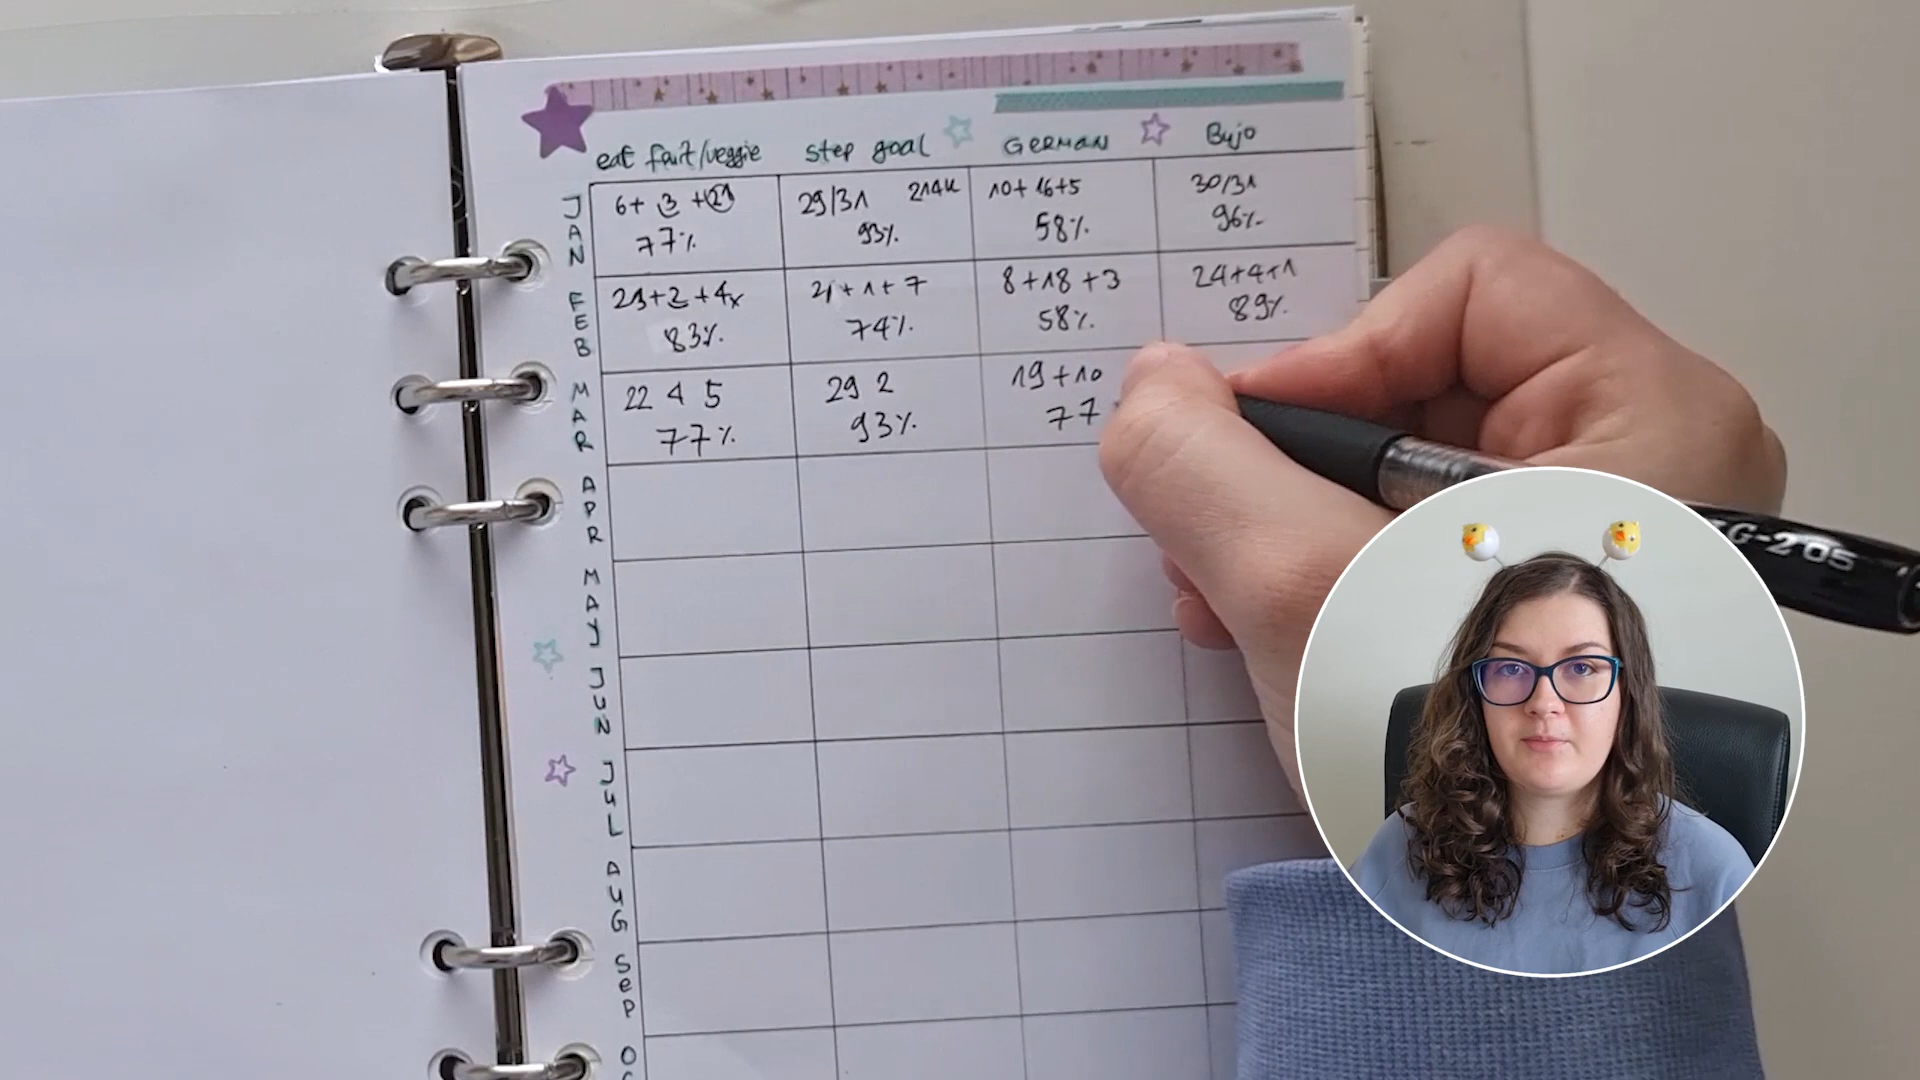 eat fruit/veggie step goal GERMAN Bujo
JAN
6+ 3 +21
77%
29/31 214k
93%
10+16+5
58%
30/31
96%
FEB
23+2+4x
83%
21+1+7
74%
8+18+3
58%
24+4+1
89%
MAR
22 4 5
77%
29 2
93%
19+10
77
APR
MAY
JUN
JUL
AUG
SeP
G-205